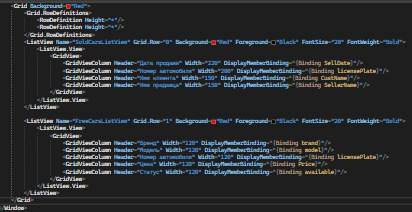 <Grid Background="Red">
<Grid.RowDefinitions>
<RowDefinition Height="*"/>
<RowDefinition Height="*"/>
</Grid.RowDefinitions>
<ListView Name="SoldCarsListView" Grid.Row="0" Background="Red" Foreground="Black" FontSize="20" FontWeight="Bold">
<ListView.View>
<GridView>
<GridViewColumn Header="Дата продажи" Width="220" DisplayMemberBinding="{Binding SellDate}"/>
<GridViewColumn Header="Номер автомобиля" Width="200" DisplayMemberBinding="{Binding licensePlate}"/>
<GridViewColumn Header="Имя клиента" Width="150" DisplayMemberBinding="{Binding CustName}"/>
<GridViewColumn Header="Имя продавца" Width="150" DisplayMemberBinding="{Binding SellerName}"/>
</GridView>
</ListView.View>
</ListView>
<ListView Name="FreeCarsListView" Grid.Row="1" Background="Red" Foreground="Black" FontSize="20" FontWeight="Bold">
<ListView.View>
<GridView>
<GridViewColumn Header="Бренд" Width="120" DisplayMemberBinding="{Binding brand}"/>
<GridViewColumn Header="Модель" Width="120" DisplayMemberBinding="{Binding model}"/>
<GridViewColumn Header="Номер автомобиля" Width="120" DisplayMemberBinding="{Binding licensePlate}"/>
<GridViewColumn Header="Цена" Width="120" DisplayMemberBinding="{Binding Price}"/>
<GridViewColumn Header="Статус" Width="120" DisplayMemberBinding="{Binding available}"/>
</GridView>
</ListView.View>
</ListView>
</Grid>
Window>